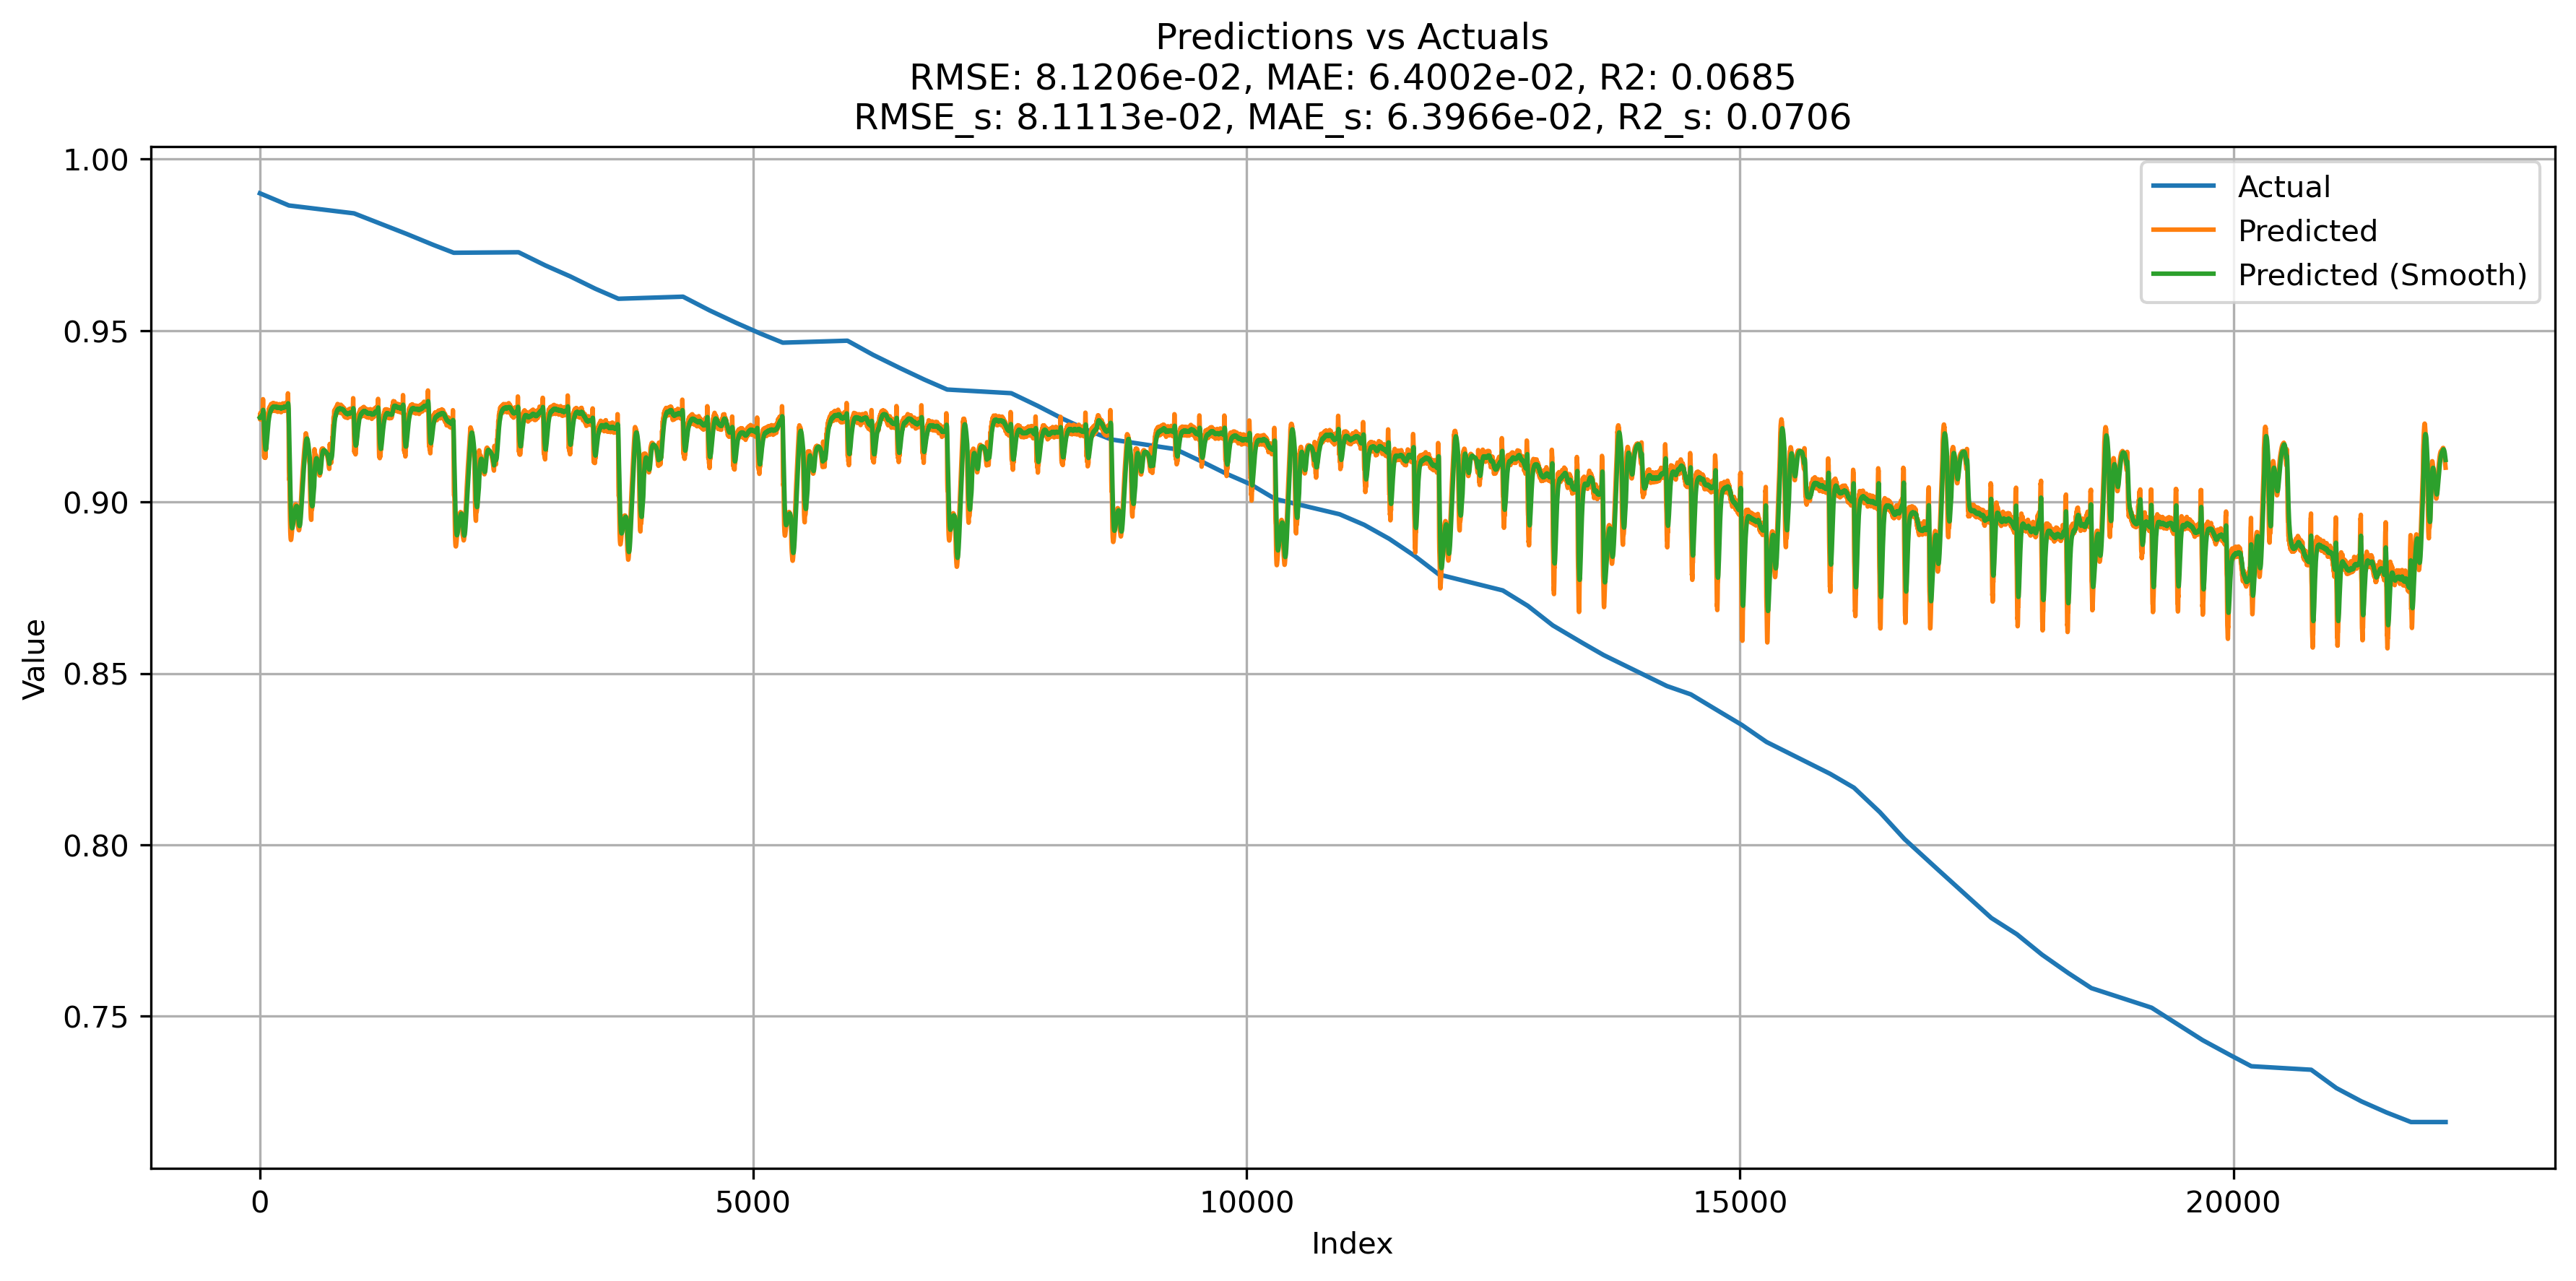 Predictions vs Actuals
RMSE: 8.1206e-02, MAE: 6.4002e-02, R2: 0.0685
RMSE_s: 8.1113e-02, MAE_s: 6.3966e-02, R2_s: 0.0706
1.00
0.95
0.90
0.85
0.80
0.75
Value
Actual
Predicted
Predicted (Smooth)
0
5000
10000
15000
20000
Index